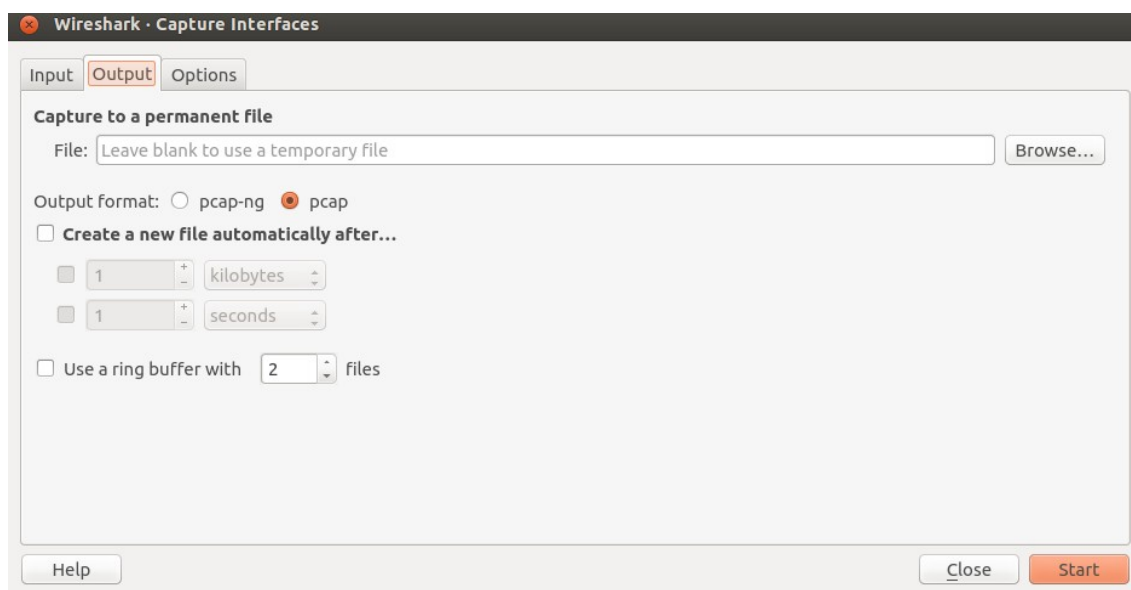 Wireshark · Capture Interfaces
Input Output Options
Capture to a permanent file
File: Leave blank to use a temporary file Browse...
Output format: pcap-ng pcap
Create a new file automatically after...
1 + - kilobytes
1 + - seconds
Use a ring buffer with 2 files
Help Close Start